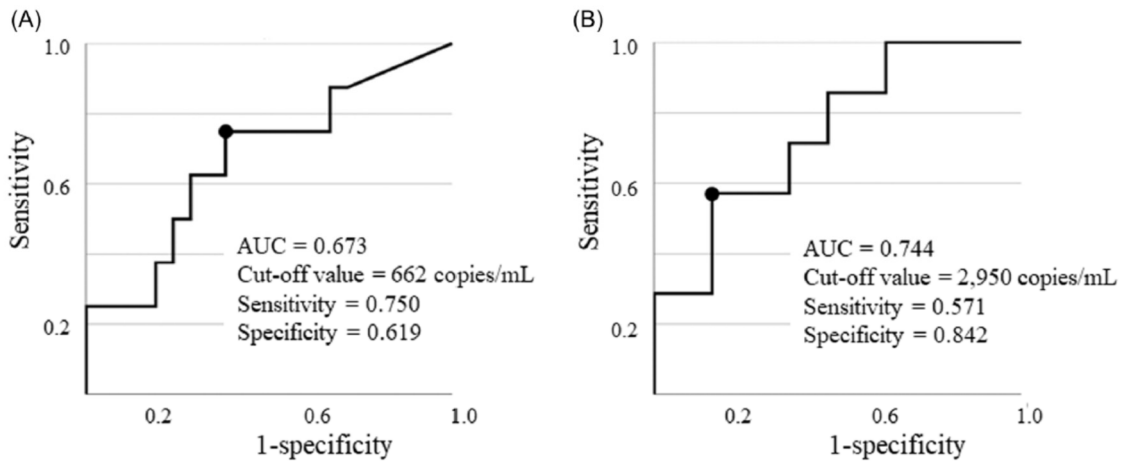 (A)
1.0
0.6
0.2
Sensitivity
AUC = 0.673
Cut-off value = 662 copies/mL
Sensitivity = 0.750
Specificity = 0.619
0.2
0.6
1.0
1-specificity
(B)
1.0
0.6
0.2
Sensitivity
AUC = 0.744
Cut-off value = 2,950 copies/mL
Sensitivity = 0.571
Specificity = 0.842
0.2
0.6
1.0
1-specificity